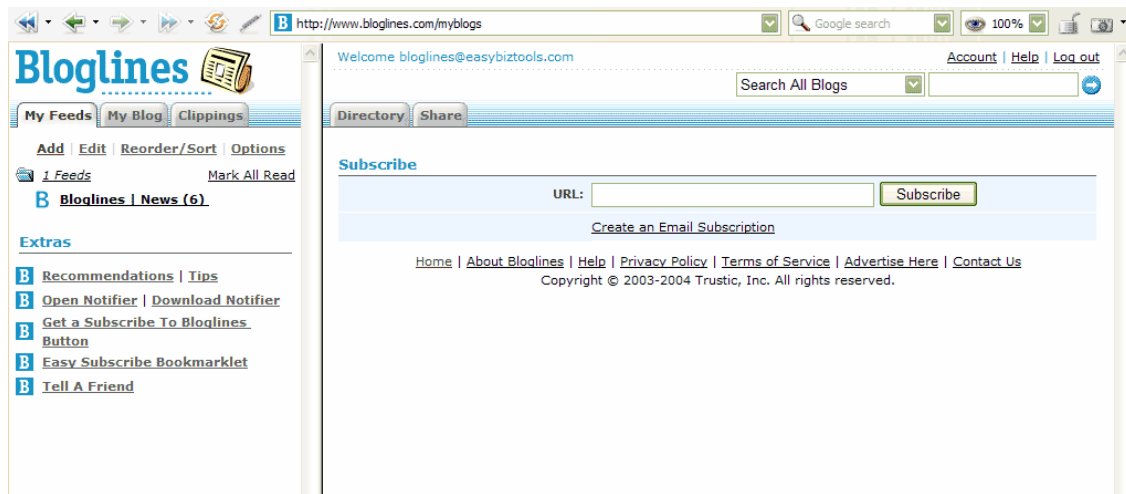 http://www.bloglines.com/myblogs
Google search
100%
Bloglines
Welcome bloglines@easybiztools.com
Account | Help | Log out
Search All Blogs
My Feeds My Blog Clippings
Directory Share
Add | Edit | Reorder/Sort | Options
1 Feeds Mark All Read
B Bloglines | News (6)
Extras
B Recommendations | Tips
B Open Notifier | Download Notifier
B Get a Subscribe To Bloglines
Button
B Easy Subscribe Bookmarklet
B Tell A Friend
Subscribe
URL: Subscribe
Create an Email Subscription
Home | About Bloglines | Help | Privacy Policy | Terms of Service | Advertise Here | Contact Us
Copyright © 2003-2004 Trustic, Inc. All rights reserved.